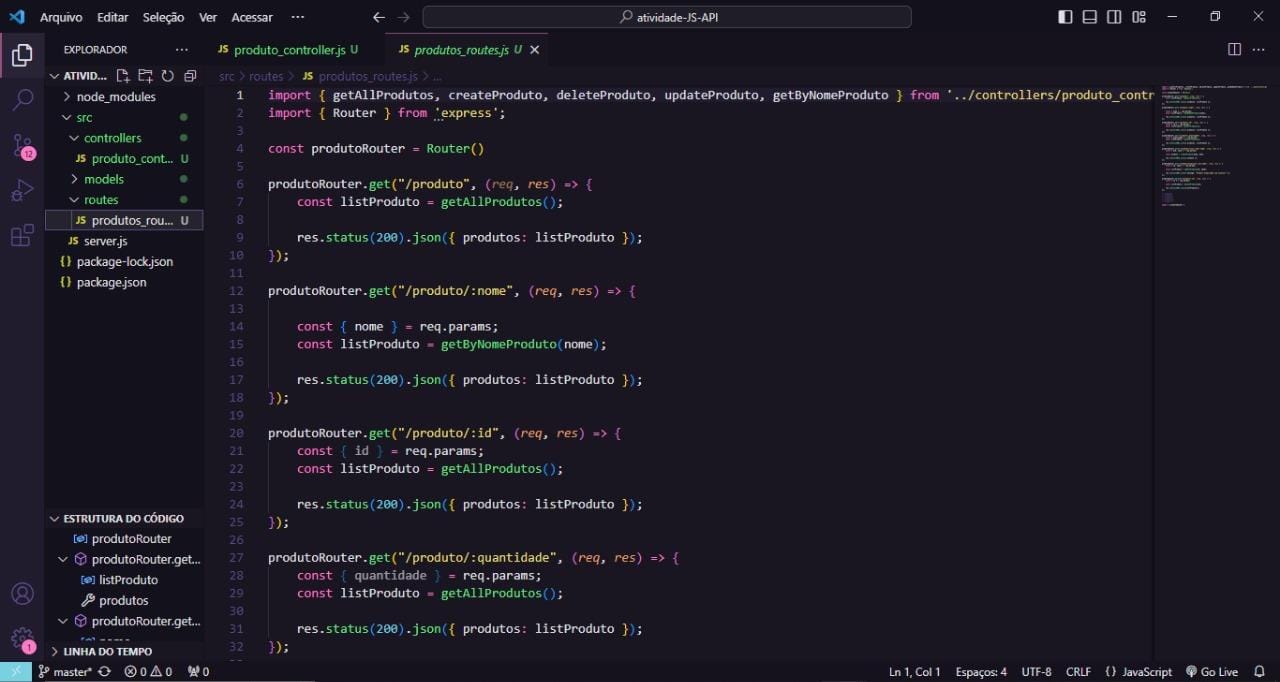 Arquivo Editar Seleção Ver Acessar ··· atividade-JS-API
EXPLORADOR ···
JS produto_controller.js U JS produtos_routes.js U
ATIVID...
src > routes > JS produtos_routes.js > ...
node_modules
src
controllers
JS produto_cont... U
models
routes
JS produtos_rou... U
JS server.js
{} package-lock.json
{} package.json
ESTRUTURA DO CÓDIGO
produtoRouter
produtoRouter.get...
listProduto
produtos
produtoRouter.get...
LINHA DO TEMPO
1 import { getAllProdutos, createProduto, deleteProduto, updateProduto, getByNomeProduto } from '../controllers/produto_contr
2 import { Router } from 'express';
3
4 const produtoRouter = Router()
5
6 produtoRouter.get("/produto", (req, res) => {
7 const listProduto = getAllProdutos();
8
9 res.status(200).json({ produtos: listProduto });
10 });
11
12 produtoRouter.get("/produto/:nome", (req, res) => {
13
14 const { nome } = req.params;
15 const listProduto = getByNomeProduto(nome);
16
17 res.status(200).json({ produtos: listProduto });
18 });
19
20 produtoRouter.get("/produto/:id", (req, res) => {
21 const { id } = req.params;
22 const listProduto = getAllProdutos();
23
24 res.status(200).json({ produtos: listProduto });
25 });
26
27 produtoRouter.get("/produto/:quantidade", (req, res) => {
28 const { quantidade } = req.params;
29 const listProduto = getAllProdutos();
30
31 res.status(200).json({ produtos: listProduto });
32 });
12
1
master* 0 0 0 Ln 1, Col 1 Espaços: 4 UTF-8 CRLF {} JavaScript Go Live